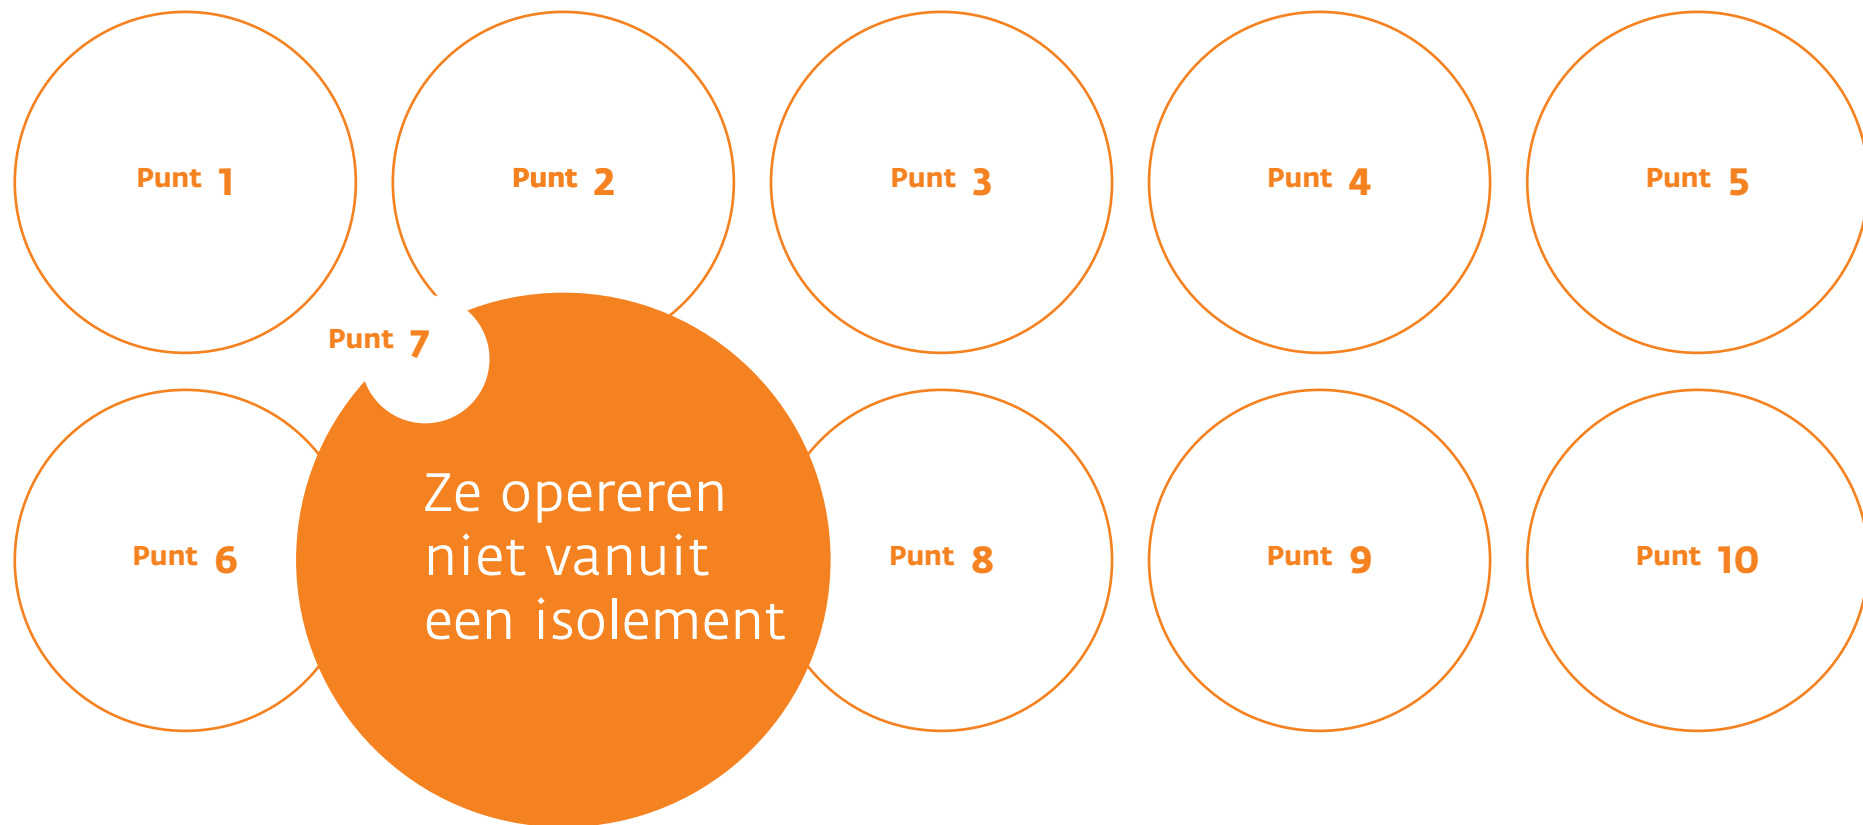 Punt 1
Punt 2
Punt 3
Punt 4
Punt 5
Punt 7
Ze opereren
niet vanuit
een isolement
Punt 6
Punt 8
Punt 9
Punt 10